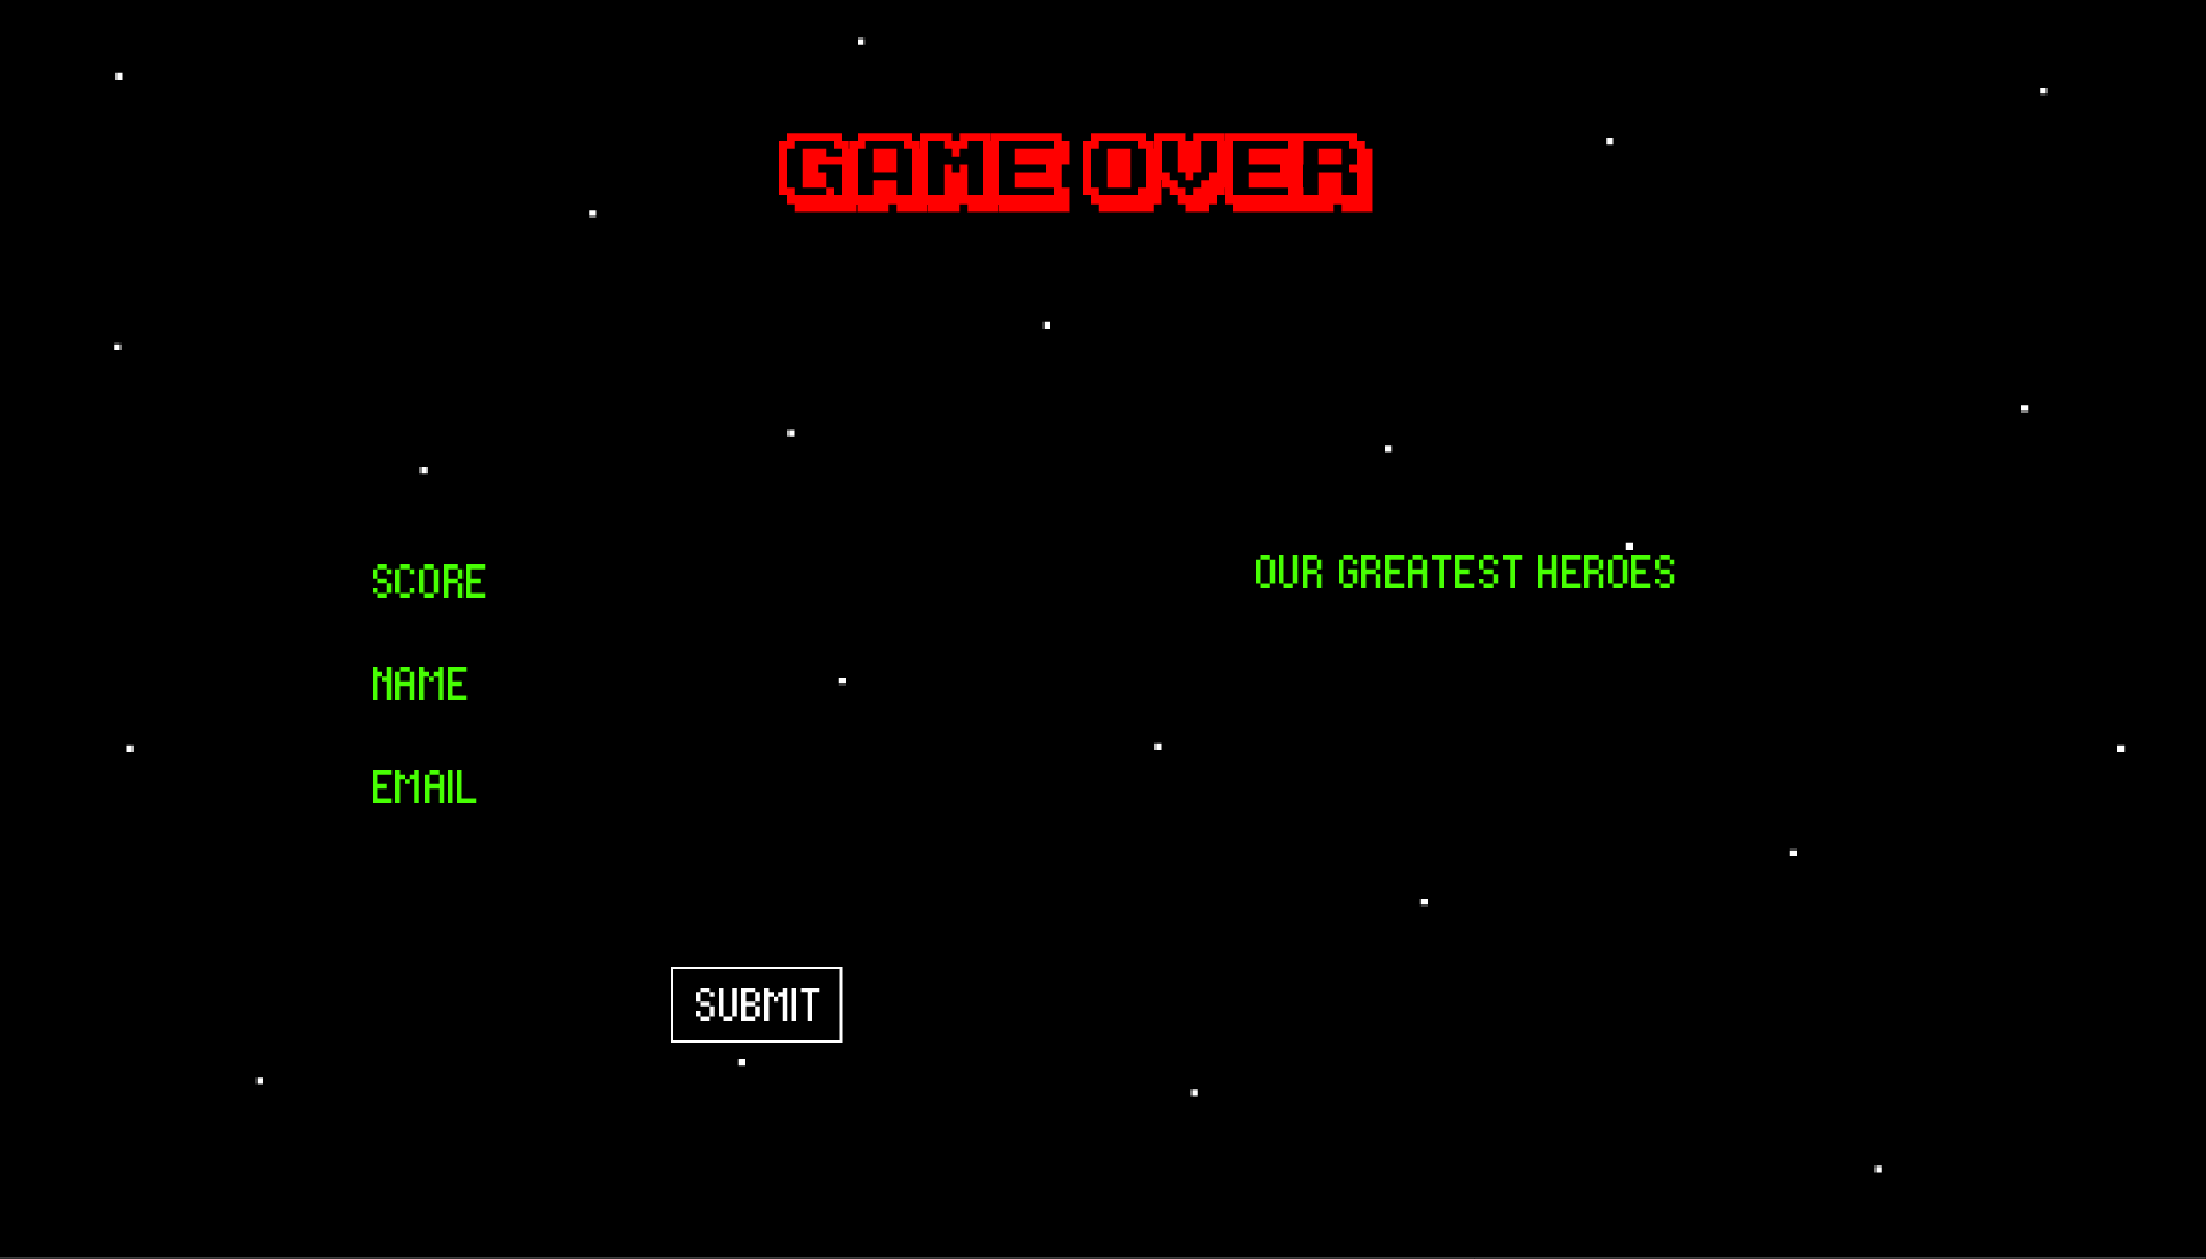 GAME OVER
SCORE
NAME
EMAIL
SUBMIT
OUR GREATEST HEROES